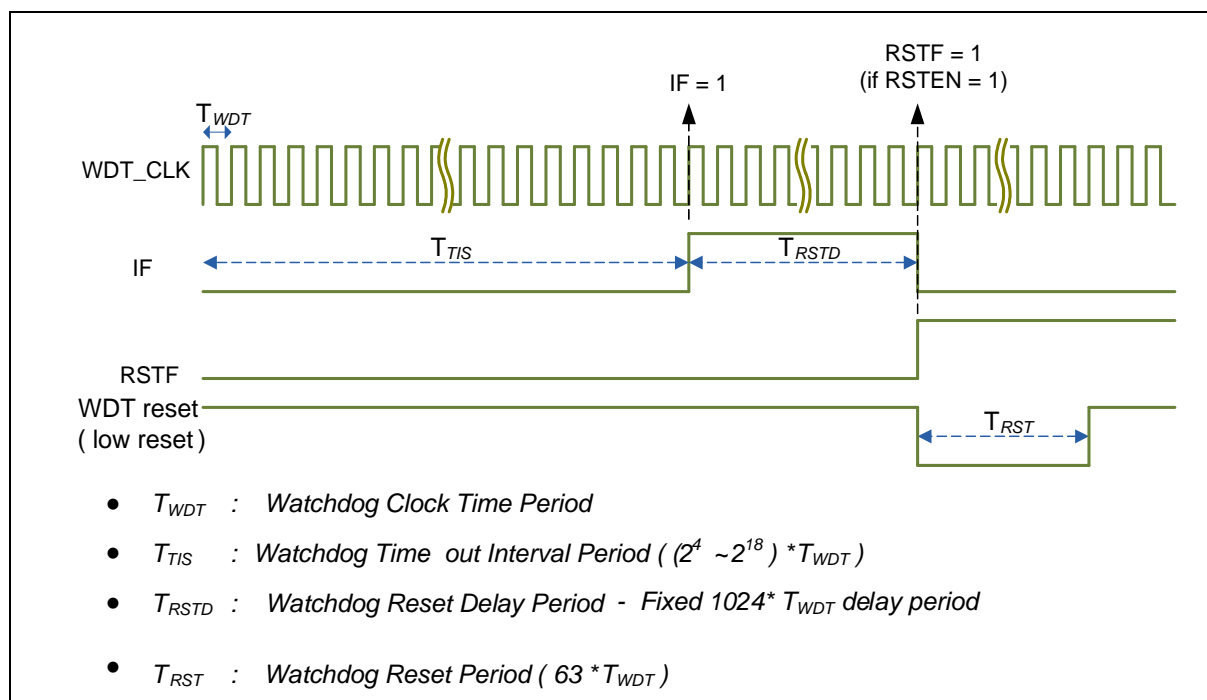 RSTF = 1
(if RSTEN = 1)
IF = 1
TWDT
WDT_CLK
TTIS
TRSTD
IF
RSTF
WDT reset
( low reset )
TRST
• TWDT : Watchdog Clock Time Period
• TTIS : Watchdog Time out Interval Period ( (2^4 ~2^18 ) *TWDT )
• TRSTD : Watchdog Reset Delay Period - Fixed 1024* TWDT delay period
• TRST : Watchdog Reset Period ( 63 *TWDT )